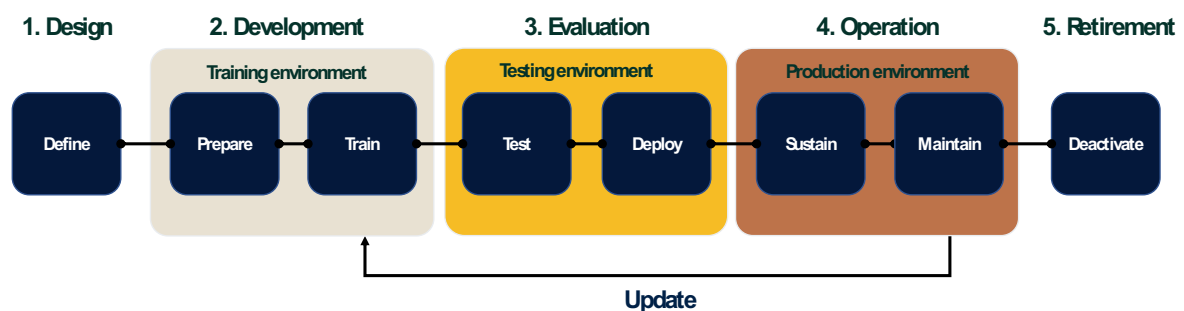 1. Design
2. Development
3. Evaluation
4. Operation
5. Retirement
Training environment
Testing environment
Production environment
Define
Prepare
Train
Test
Deploy
Sustain
Maintain
Deactivate
Update